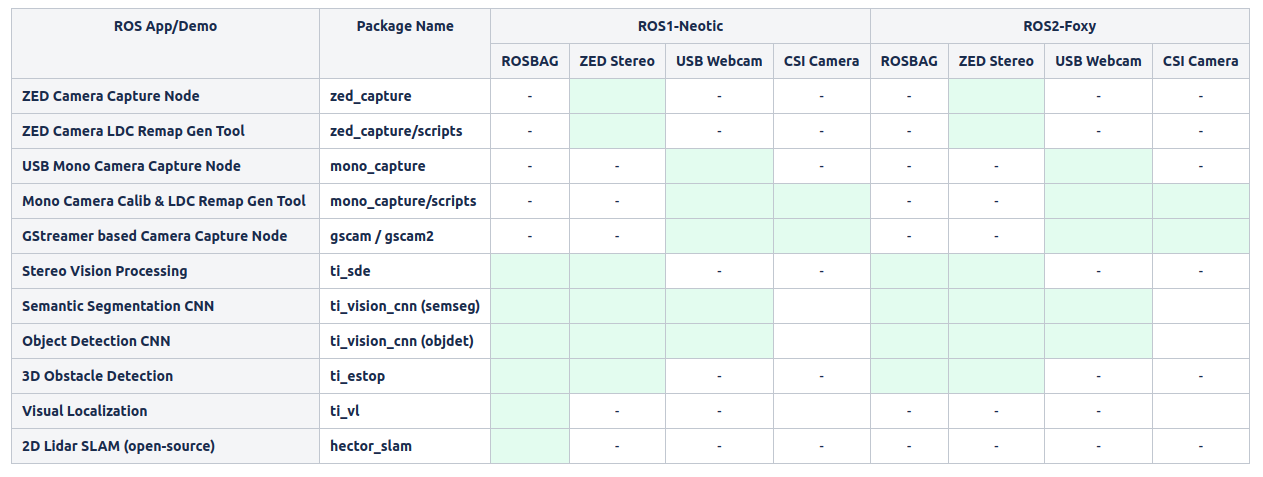 ROS App/Demo Package Name ROS1-Neotic ROS2-Foxy
ROSBAG ZED Stereo USB Webcam CSI Camera ROSBAG ZED Stereo USB Webcam CSI Camera
ZED Camera Capture Node zed_capture - - - - - -
ZED Camera LDC Remap Gen Tool zed_capture/scripts - - - - - -
USB Mono Camera Capture Node mono_capture - - - - - -
Mono Camera Calib & LDC Remap Gen Tool mono_capture/scripts - - - -
GStreamer based Camera Capture Node gscam / gscam2 - - - -
Stereo Vision Processing ti_sde - - - -
Semantic Segmentation CNN ti_vision_cnn (semseg)
Object Detection CNN ti_vision_cnn (objdet)
3D Obstacle Detection ti_estop - - - -
Visual Localization ti_vl - - - - -
2D Lidar SLAM (open-source) hector_slam - - - - - - -